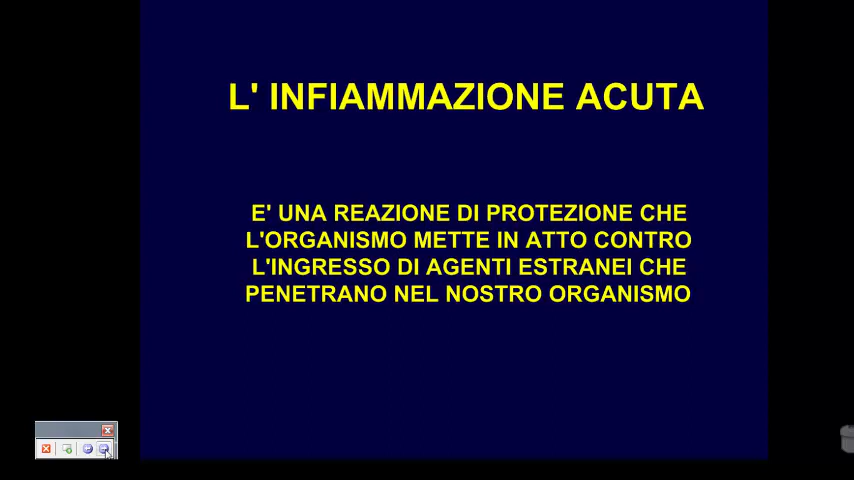 L' INFIAMMAZIONE ACUTA
E' UNA REAZIONE DI PROTEZIONE CHE
L'ORGANISMO METTE IN ATTO CONTRO
L'INGRESSO DI AGENTI ESTRANEI CHE
PENETRANO NEL NOSTRO ORGANISMO